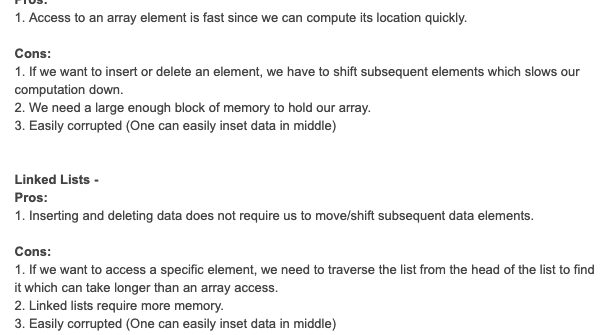 Pros:
1. Access to an array element is fast since we can compute its location quickly.
Cons:
1. If we want to insert or delete an element, we have to shift subsequent elements which slows our
computation down.
2. We need a large enough block of memory to hold our array.
3. Easily corrupted (One can easily inset data in middle)
Linked Lists -
Pros:
1. Inserting and deleting data does not require us to move/shift subsequent data elements.
Cons:
1. If we want to access a specific element, we need to traverse the list from the head of the list to find
it which can take longer than an array access.
2. Linked lists require more memory.
3. Easily corrupted (One can easily inset data in middle)